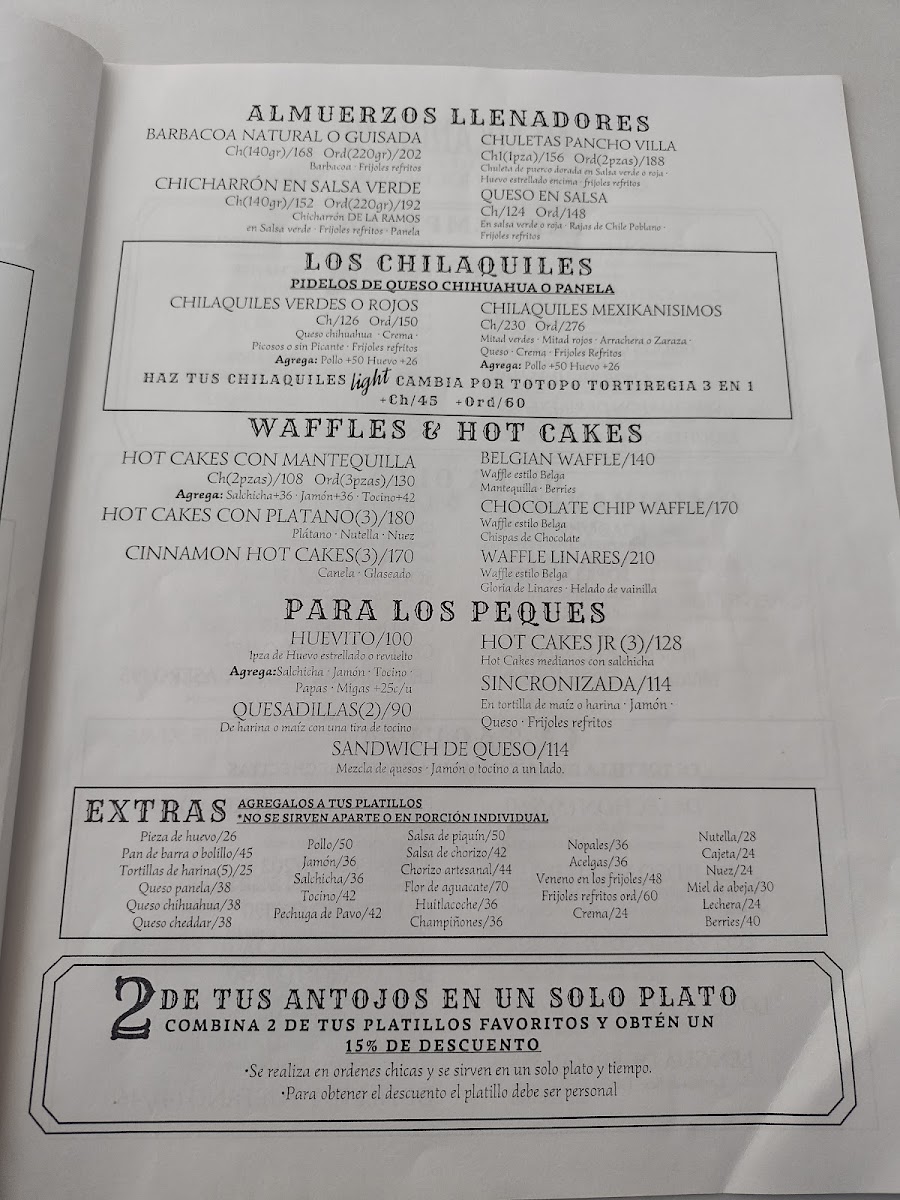 ALMUERZOS LLENADORES
BARBACOA NATURAL O GUISADA
Ch(140gr)/168 Ord(220gr)/202
Barbacoa · Frijoles refritos
CHICHARRÓN EN SALSA VERDE
Ch(140gr)/152 Ord(220gr)/192
Chicharrón DE LA RAMOS
en Salsa verde · Frijoles refritos · Panela
CHULETAS PANCHO VILLA
Ch1(1pza)/156 Ord(2pzas)/188
Chuleta de puerco dorada en Salsa verde o roja ·
Huevo estrellado encima · frijoles refritos
QUESO EN SALSA
Ch/124 Ord/148
En salsa verde o roja · Rajas de Chile Poblano ·
Frijoles refritos
LOS CHILAQUILES
PIDELOS DE QUESO CHIHUAHUA O PANELA
CHILAQUILES VERDES O ROJOS
Ch/126 Ord/150
Queso chihuahua · Crema ·
Picosos o sin Picante · Frijoles refritos
Agrega: Pollo +50 Huevo +26
CHILAQUILES MEXIKANISIMOS
Ch/230 Ord/276
Mitad verdes · Mitad rojos · Arrachera o Zaraza ·
Queso · Crema · Frijoles Refritos
Agrega: Pollo +50 Huevo +26
HAZ TUS CHILAQUILES light CAMBIA POR TOTOPO TORTIREGIA 3 EN 1
+Ch/45 +Ord/60
WAFFLES & HOT CAKES
HOT CAKES CON MANTEQUILLA
Ch(2pzas)/108 Ord(3pzas)/130
Agrega: Salchicha+36 · Jamón+36 · Tocino+42
HOT CAKES CON PLATANO(3)/180
Plátano · Nutella · Nuez
CINNAMON HOT CAKES(3)/170
Canela · Glaseado
BELGIAN WAFFLE/140
Waffle estilo Belga
Mantequilla · Berries
CHOCOLATE CHIP WAFFLE/170
Waffle estilo Belga
Chispas de Chocolate
WAFFLE LINARES/210
Waffle estilo Belga
Gloria de Linares · Helado de vainilla
PARA LOS PEQUES
HUEVITO/100
1pza de Huevo estrellado o revuelto
Agrega:Salchicha · Jamón · Tocino ·
Papas · Migas +25c/u
QUESADILLAS(2)/90
De harina o maíz con una tira de tocino
HOT CAKES JR (3)/128
Hot Cakes medianos con salchicha
SINCRONIZADA/114
En tortilla de maíz o harina · Jamón ·
Queso · Frijoles refritos
SANDWICH DE QUESO/114
Mezcla de quesos · Jamón o tocino a un lado.
EXTRAS
AGREGALOS A TUS PLATILLOS
*NO SE SIRVEN APARTE O EN PORCIÓN INDIVIDUAL
Pieza de huevo/26
Pan de barra o bolillo/45
Tortillas de harina(5)/25
Queso panela/38
Queso chihuahua/38
Queso cheddar/38
Pollo/50
Jamón/36
Salchicha/36
Tocino/42
Pechuga de Pavo/42
Salsa de piquín/50
Salsa de chorizo/42
Chorizo artesanal/44
Flor de aguacate/70
Huitlacoche/36
Champiñones/36
Nopales/36
Acelgas/36
Veneno en los frijoles/48
Frijoles refritos ord/60
Crema/24
Nutella/28
Cajeta/24
Nuez/24
Miel de abeja/30
Lechera/24
Berries/40
2 DE TUS ANTOJOS EN UN SOLO PLATO
COMBINA 2 DE TUS PLATILLOS FAVORITOS Y OBTÉN UN
15% DE DESCUENTO
•Se realiza en ordenes chicas y se sirven en un solo plato y tiempo.
•Para obtener el descuento el platillo debe ser personal